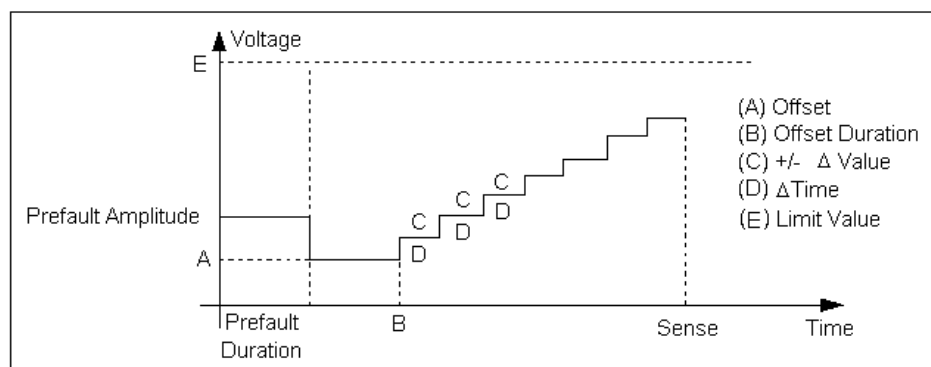 Voltage
E
(A) Offset
(B) Offset Duration
(C) +/- Δ Value
(D) ΔTime
(E) Limit Value
C
C
C
D
D
D
Prefault Amplitude
A
Prefault
Duration
B
Sense
Time